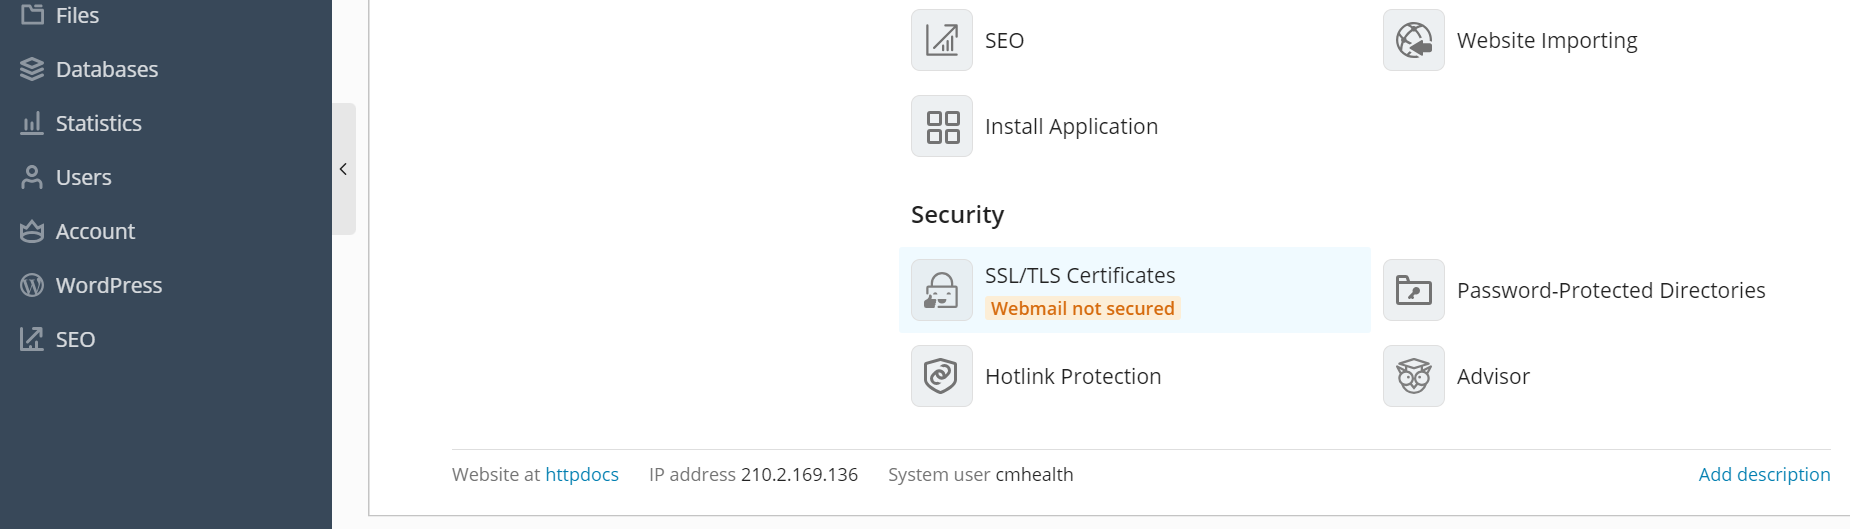 Files
Databases
Statistics
Users
Account
WordPress
SEO
SEO
Website Importing
Install Application
Security
SSL/TLS Certificates
Webmail not secured
Password-Protected Directories
Hotlink Protection
Advisor
Website at httpdocs IP address 210.2.169.136 System user cmhealth Add description